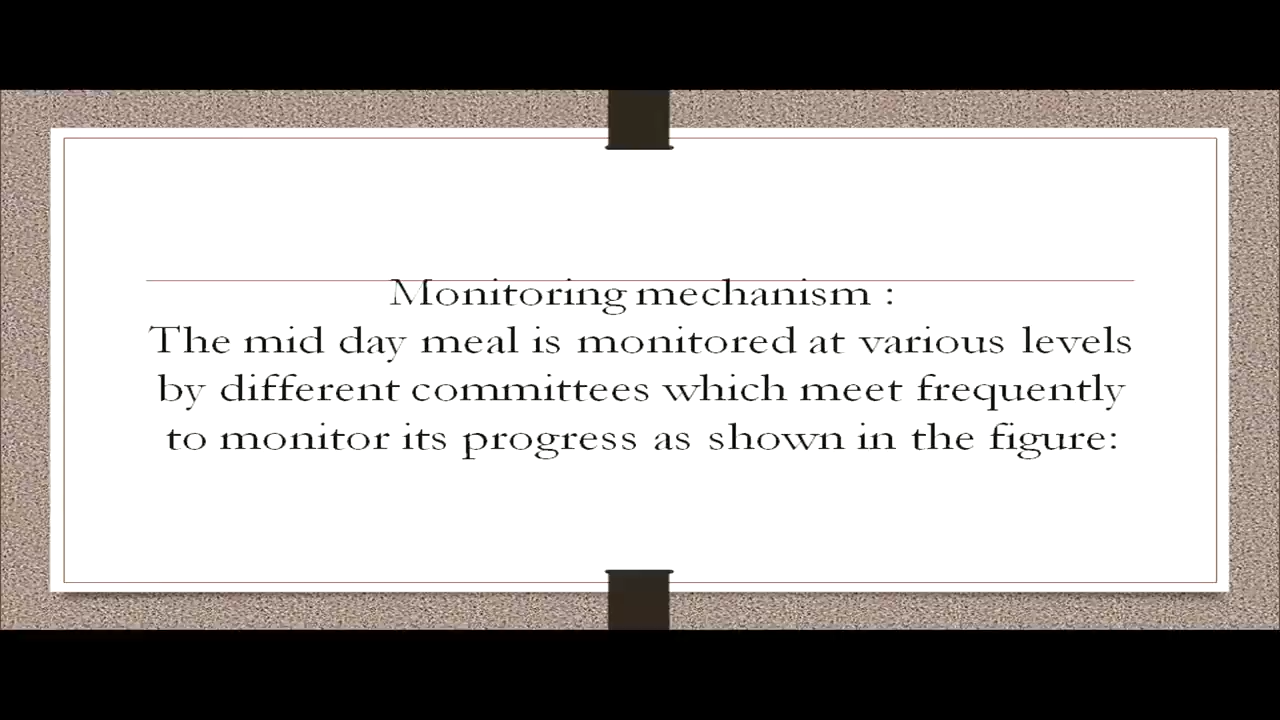 Monitoring mechanism :
The mid day meal is monitored at various levels
by different committees which meet frequently
to monitor its progress as shown in the figure: